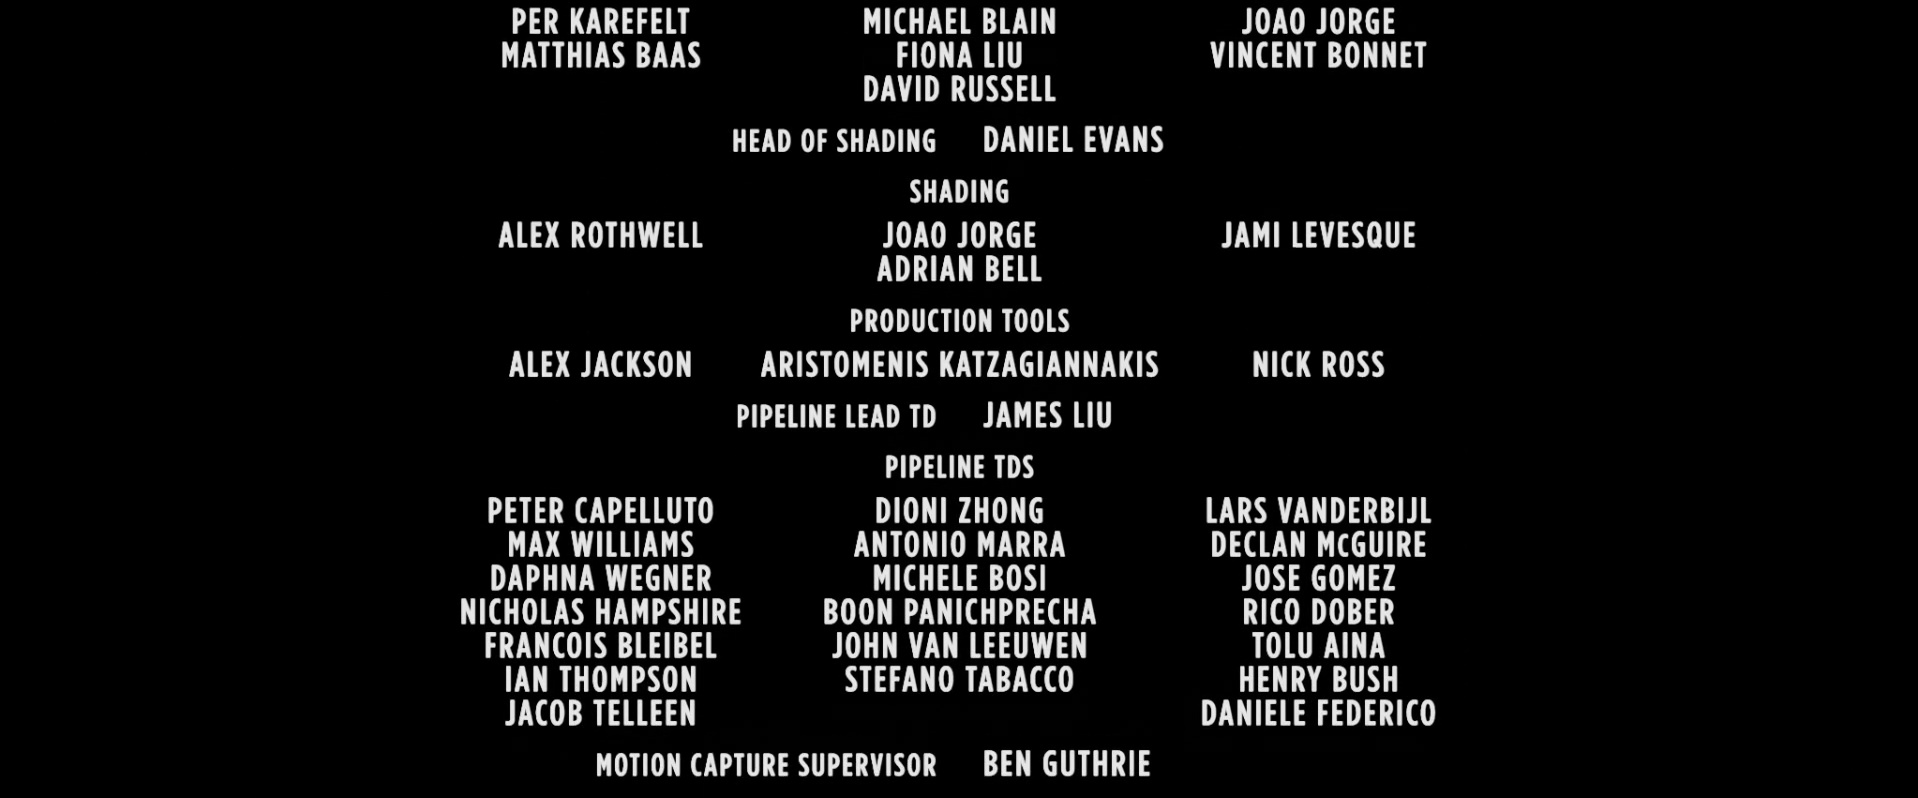 PER KAREFELT MICHAEL BLAIN JOAO JORGE
MATTHIAS BAAS FIONA LIU VINCENT BONNET
DAVID RUSSELL
HEAD OF SHADING DANIEL EVANS
SHADING
ALEX ROTHWELL JOAO JORGE JAMI LEVESQUE
ADRIAN BELL
PRODUCTION TOOLS
ALEX JACKSON ARISTOMENIS KATZAGIANNAKIS NICK ROSS
PIPELINE LEAD TD JAMES LIU
PIPELINE TDS
PETER CAPELLUTO DIONI ZHONG LARS VANDERBIJL
MAX WILLIAMS ANTONIO MARRA DECLAN McGUIRE
DAPHNA WEGNER MICHELE BOSI JOSE GOMEZ
NICHOLAS HAMPSHIRE BOON PANICHPRECHA RICO DOBER
FRANCOIS BLEIBEL JOHN VAN LEEUWEN TOLU AINA
IAN THOMPSON STEFANO TABACCO HENRY BUSH
JACOB TELLEEN DANIELE FEDERICO
MOTION CAPTURE SUPERVISOR BEN GUTHRIE